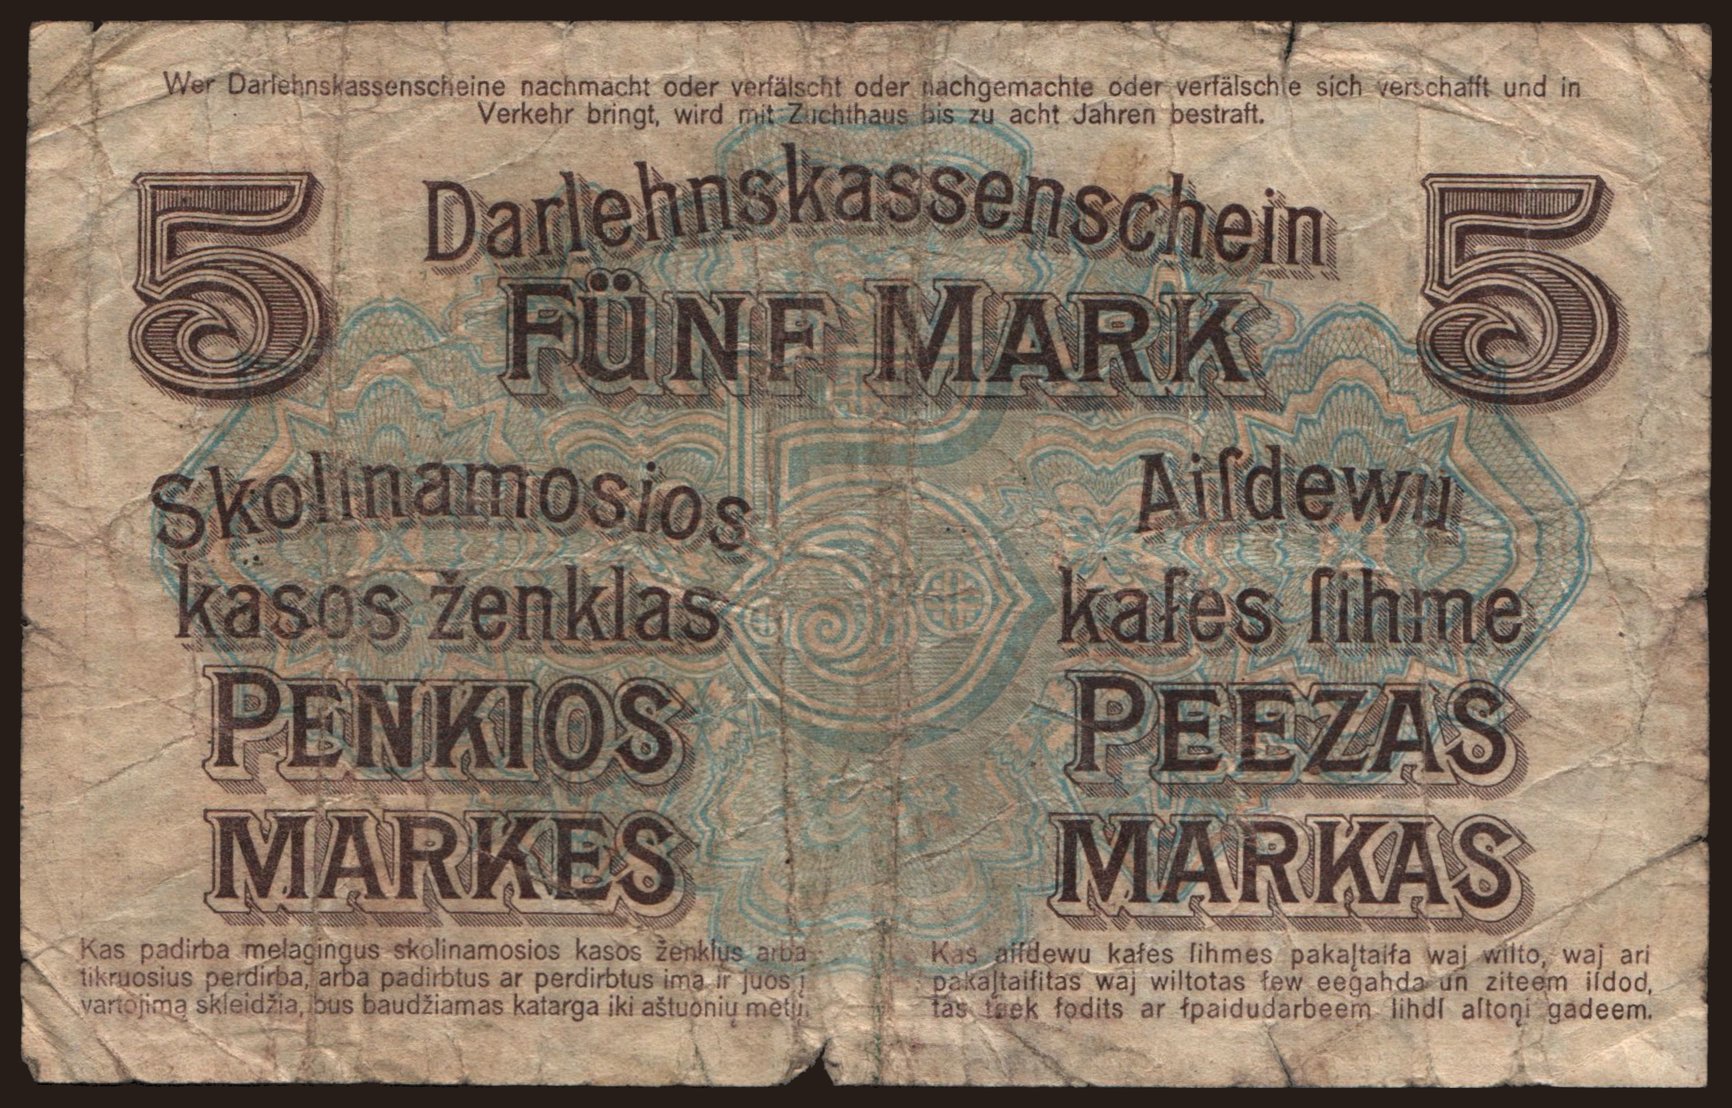 Wer Darlehnskassenscheine nachmacht oder verfälscht oder nachgemachte oder verfälschte sich verschafft und in
Verkehr bringt, wird mit Zuchthaus bis zu acht Jahren bestraft.
5 Darlehnskassenschein 5
FÜNF MARK
5
Skolinamosios
kasos ženklas
PENKIOS
MARKES
Aiſdewu
kaſes ſihme
PEEZAS
MARKAS
Kas padirba melagingus skolinamosios kasos ženklus arba
tikruosius perdirba, arba padirbtus ar perdirbtus ima ir juos į
vartojimą skleidžia, bus baudžiamas katarga iki aštuonių metų.
Kas aiſdewu kaſes ſihmes pakaļtaiſa waj wilto, waj ari
pakaļtaiſitas waj wiltotas ſew eegahda un ziteem iſdod,
tas teek ſodits ar ſpaidudarbeem lihdſ aſtoņi gadeem.